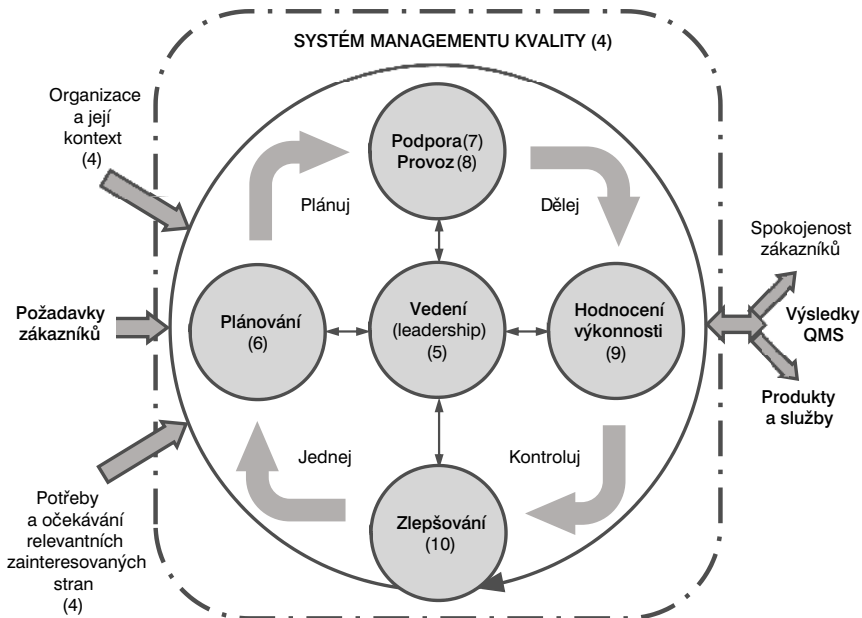 SYSTÉM MANAGEMENTU KVALITY (4)
Organizace
a její
kontext
(4)
Podpora(7)
Provoz (8)
Plánuj
Dělej
Spokojenost
zákazníků
Požadavky
zákazníků
Plánování
(6)
Vedení
(leadership)
(5)
Hodnocení
výkonnosti
(9)
Výsledky
QMS
Produkty
a služby
Jednej
Kontroluj
Potřeby
a očekávání
relevantních
zainteresovaných
stran
(4)
Zlepšování
(10)